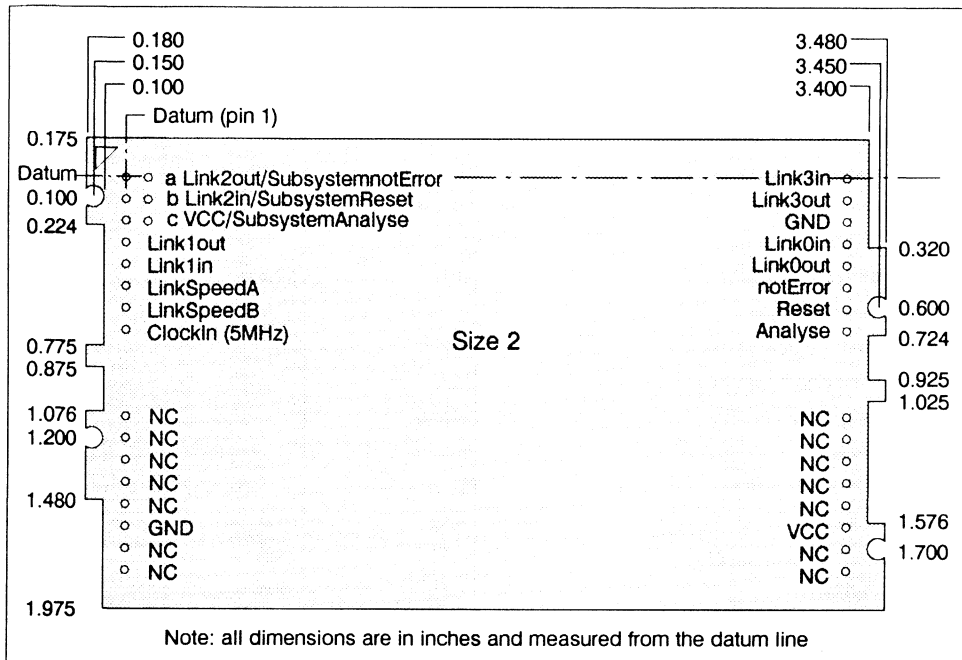 0.180
3.480
0.150
3.450
0.100
3.400
Datum (pin 1)
0.175
Datum
a Link2out/SubsystemnotError
Link3in
0.100
b Link2in/SubsystemReset
Link3out
0.224
c VCC/SubsystemAnalyse
GND
Link1out
Link0in
0.320
Link1in
Link0out
LinkSpeedA
notError
LinkSpeedB
Reset
0.600
ClockIn (5MHz)
Analyse
0.724
Size 2
0.775
0.875
0.925
1.025
1.076
NC
NC
1.200
NC
NC
NC
NC
NC
NC
1.480
NC
NC
1.576
GND
VCC
NC
NC
1.700
NC
NC
1.975
Note: all dimensions are in inches and measured from the datum line